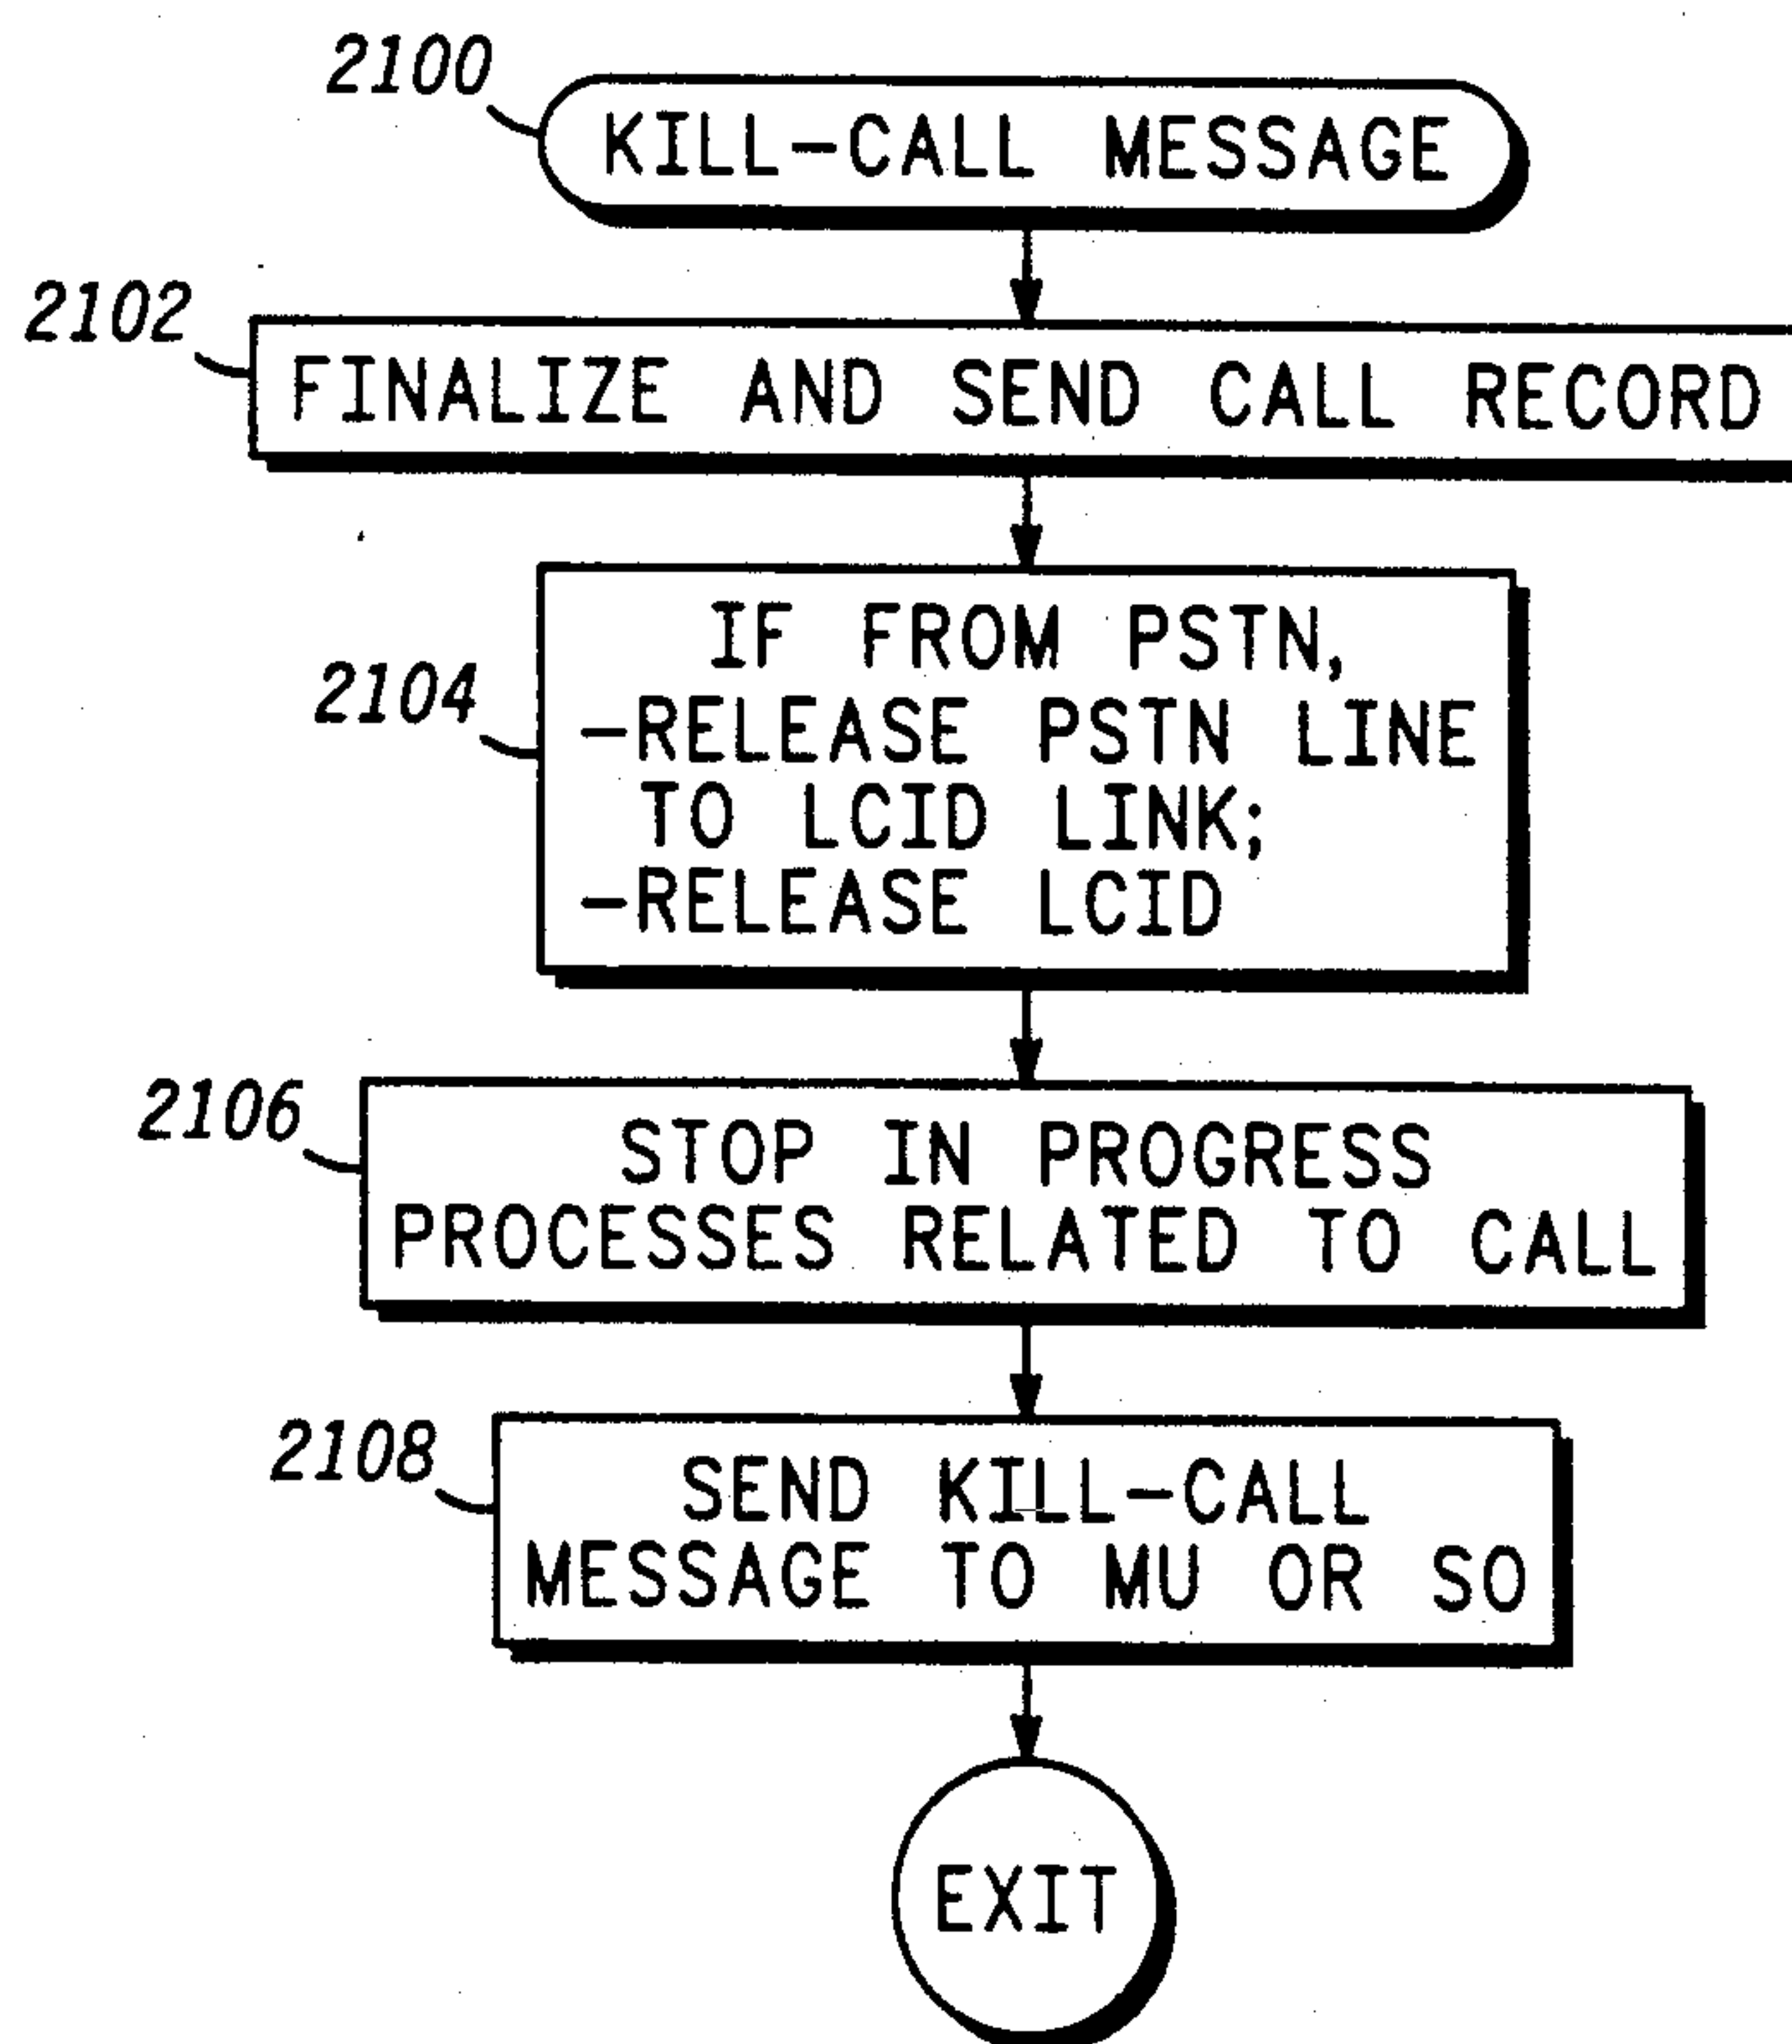 2100
KILL-CALL MESSAGE
2102
FINALIZE AND SEND CALL RECORD
IF FROM PSTN,
2104
-RELEASE PSTN LINE
TO LCID LINK;
-RELEASE LCID
2106
STOP IN PROGRESS
PROCESSES RELATED TO CALL
2108
SEND KILL-CALL
MESSAGE TO MU OR SO
EXIT